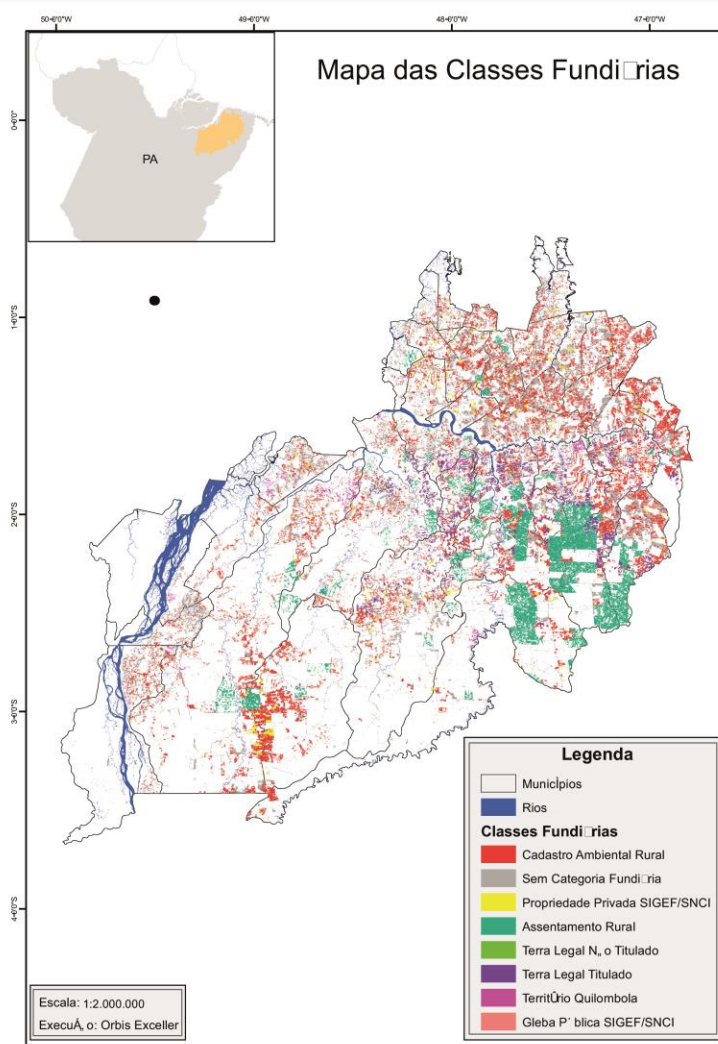 50-0'0"W 49-0'0"W 48-0'0"W 47-0'0"W
Mapa das Classes Fundi□rias
PA
0-0'0"
1-0'0"S
2-0'0"S
3-0'0"S
4-0'0"S
Legenda
MunicÍpios
Rios
Classes Fundi□rias
Cadastro Ambiental Rural
Sem Categoria Fundi□ria
Propriedade Privada SIGEF/SNCI
Assentamento Rural
Terra Legal N„ o Titulado
Terra Legal Titulado
TerritÛrio Quilombola
Gleba P˙ blica SIGEF/SNCI
Escala: 1:2.000.000
ExecuÁ„ o: Orbis Exceller